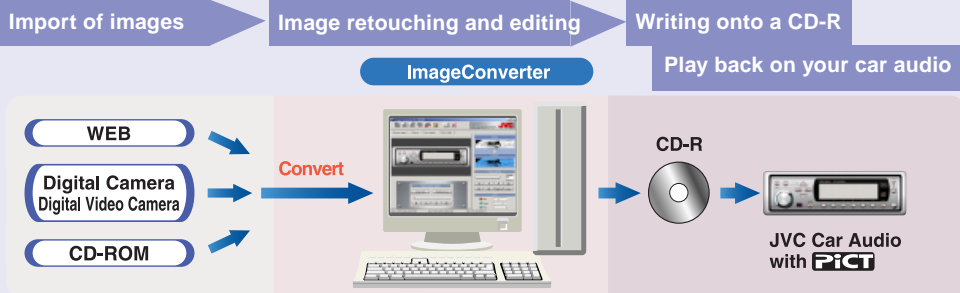 Import of images
Image retouching and editing
Writing onto a CD-R
Play back on your car audio
ImageConverter
WEB
Digital Camera
Digital Video Camera
CD-ROM
Convert
JVC
CD-R
JVC Car Audio
with PiCT